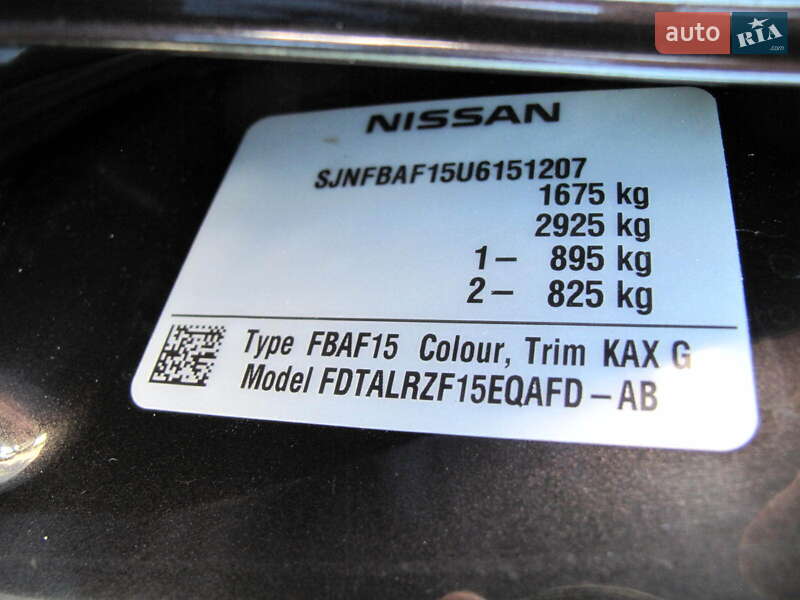 auto RIA.com
NISSAN
SJNFBAF15U6151207
1675 kg
2925 kg
1- 895 kg
2- 825 kg
Type FBAF15 Colour, Trim KAX G
Model FDTALRZF15EQAFD-AB